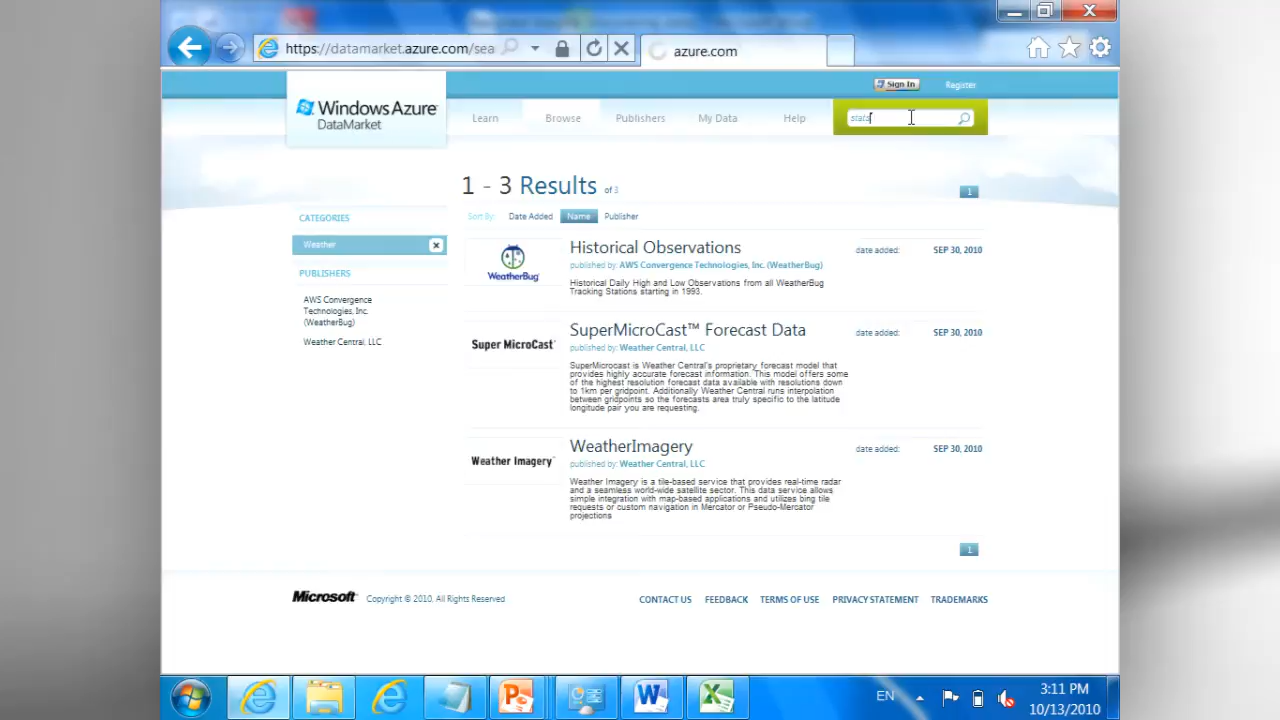 https://datamarket.azure.com/sea
azure.com
Sign In
Register
Windows Azure
DataMarket
Learn
Browse
Publishers
My Data
Help
stats
1 - 3 Results of 3
1
Sort By:
Date Added
Name
Publisher
CATEGORIES
Weather
PUBLISHERS
AWS Convergence
Technologies, Inc.
(WeatherBug)
Weather Central, LLC
WeatherBug
Historical Observations
published by: AWS Convergence Technologies, Inc. (WeatherBug)
Historical Daily High and Low Observations from all WeatherBug
Tracking Stations starting in 1993.
date added:
SEP 30, 2010
Super MicroCast
SuperMicroCast™ Forecast Data
published by: Weather Central, LLC
SuperMicrocast is Weather Central's proprietary forecast model that
provides highly accurate forecast information. This model offers some
of the highest resolution forecast data available with resolutions down
to 1km per gridpoint. Additionally Weather Central runs interpolation
between gridpoints so the forecasts area truly specific to the latitude
longitude pair you are requesting.
date added:
SEP 30, 2010
Weather Imagery
WeatherImagery
published by: Weather Central, LLC
Weather Imagery is a tile-based service that provides real-time radar
and a seamless world-wide satellite sector. This data service allows
simple integration with map-based applications and utilizes bing tile
requests or custom navigation in Mercator or Pseudo-Mercator
projections
date added:
SEP 30, 2010
1
Microsoft
Copyright © 2010. All Rights Reserved
CONTACT US
FEEDBACK
TERMS OF USE
PRIVACY STATEMENT
TRADEMARKS
EN
3:11 PM
10/13/2010